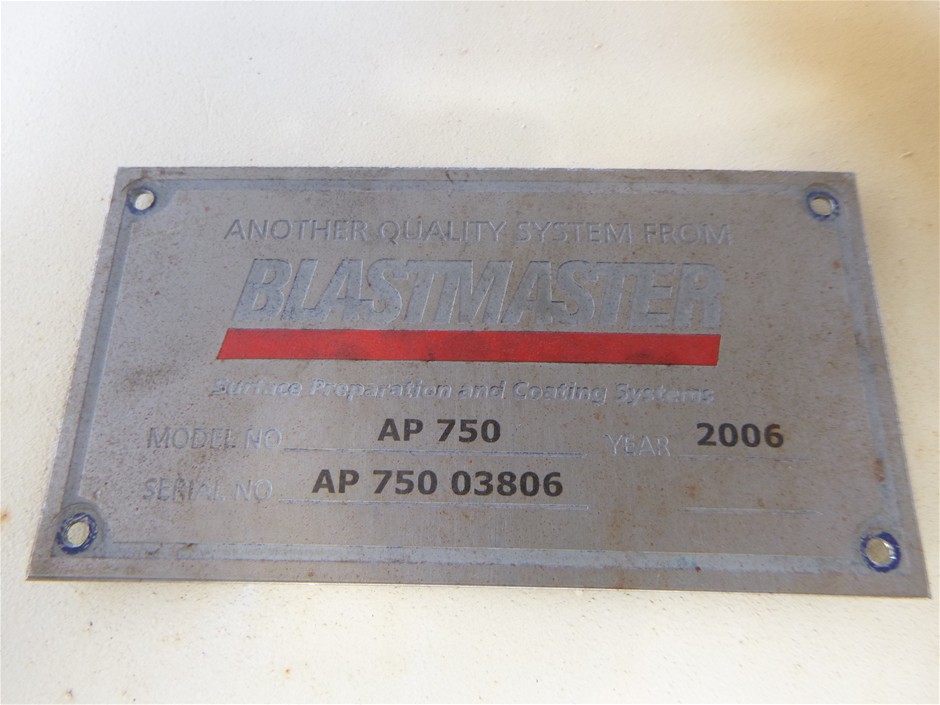 ANOTHER QUALITY SYSTEM FROM
BLASTMASTER
Surface Preparation and Coating Systems
MODEL NO AP 750 YEAR 2006
SERIAL NO AP 750 03806